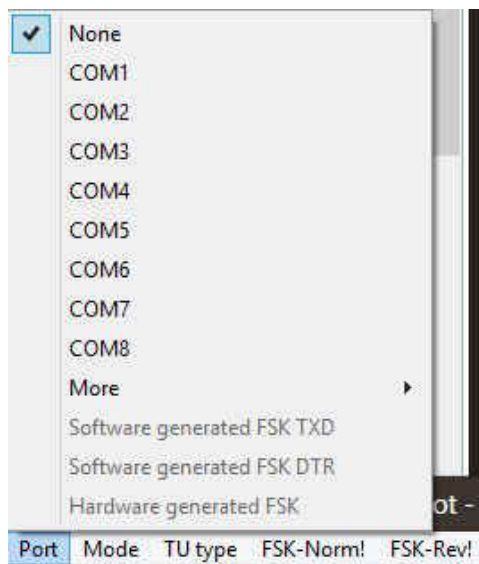 None
COM1
COM2
COM3
COM4
COM5
COM6
COM7
COM8
More
Software generated FSK TXD
Software generated FSK DTR
Hardware generated FSK
ot -
Port Mode TU type FSK-Norm! FSK-Rev!